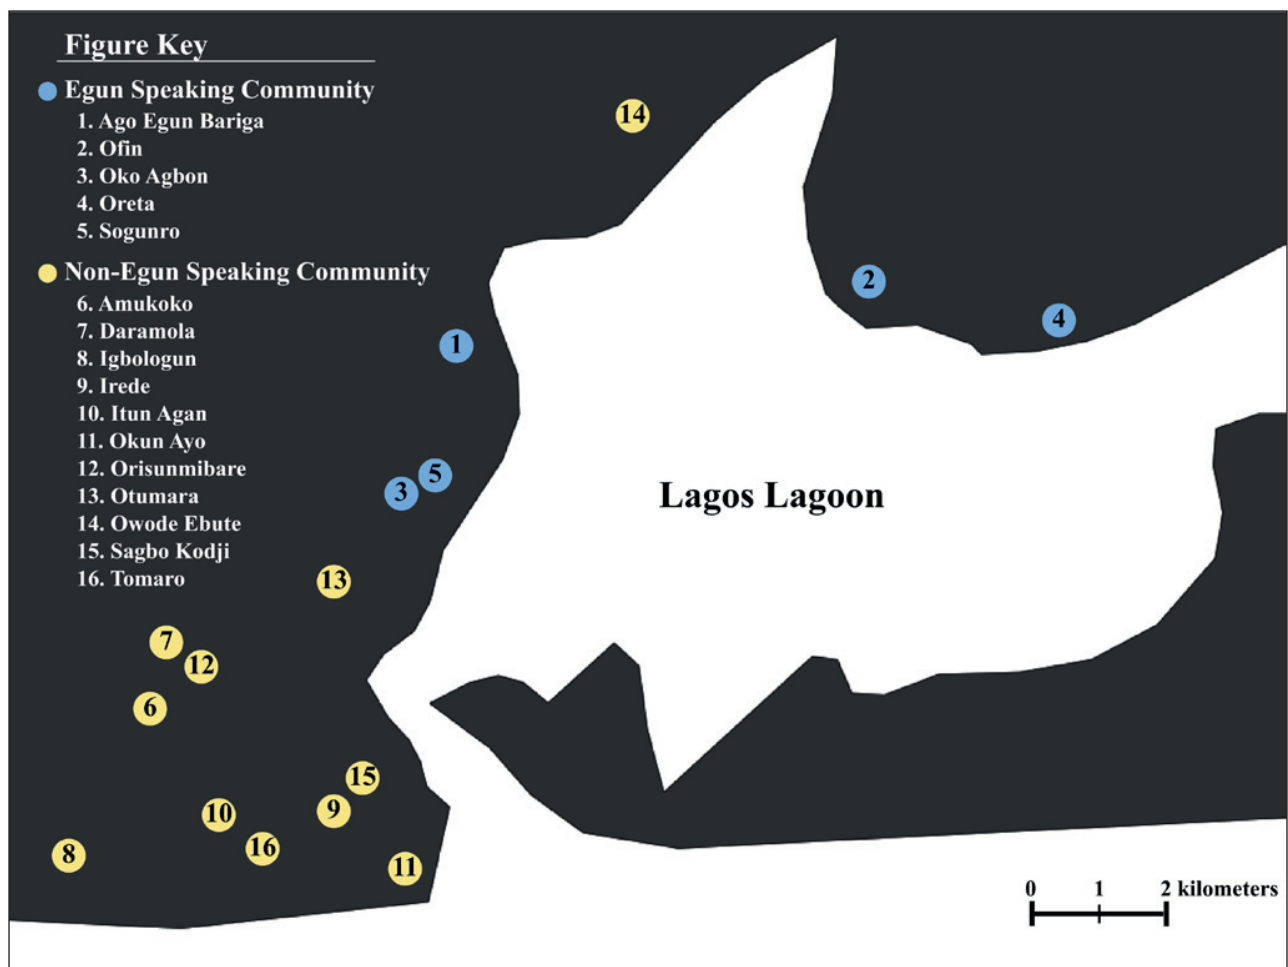 Figure Key
Egun Speaking Community
1. Ago Egun Bariga
2. Ofin
3. Oko Agbon
4. Oreta
5. Sogunro
Non-Egun Speaking Community
6. Amukoko
7. Daramola
8. Igbologun
9. Irede
10. Itun Agan
11. Okun Ayo
12. Orisunmibare
13. Otumara
14. Owode Ebute
15. Sagbo Kodji
16. Tomaro
14
2
4
1
5
3
Lagos Lagoon
13
7
12
6
15
9
10
16
8
11
0 1 2 kilometers